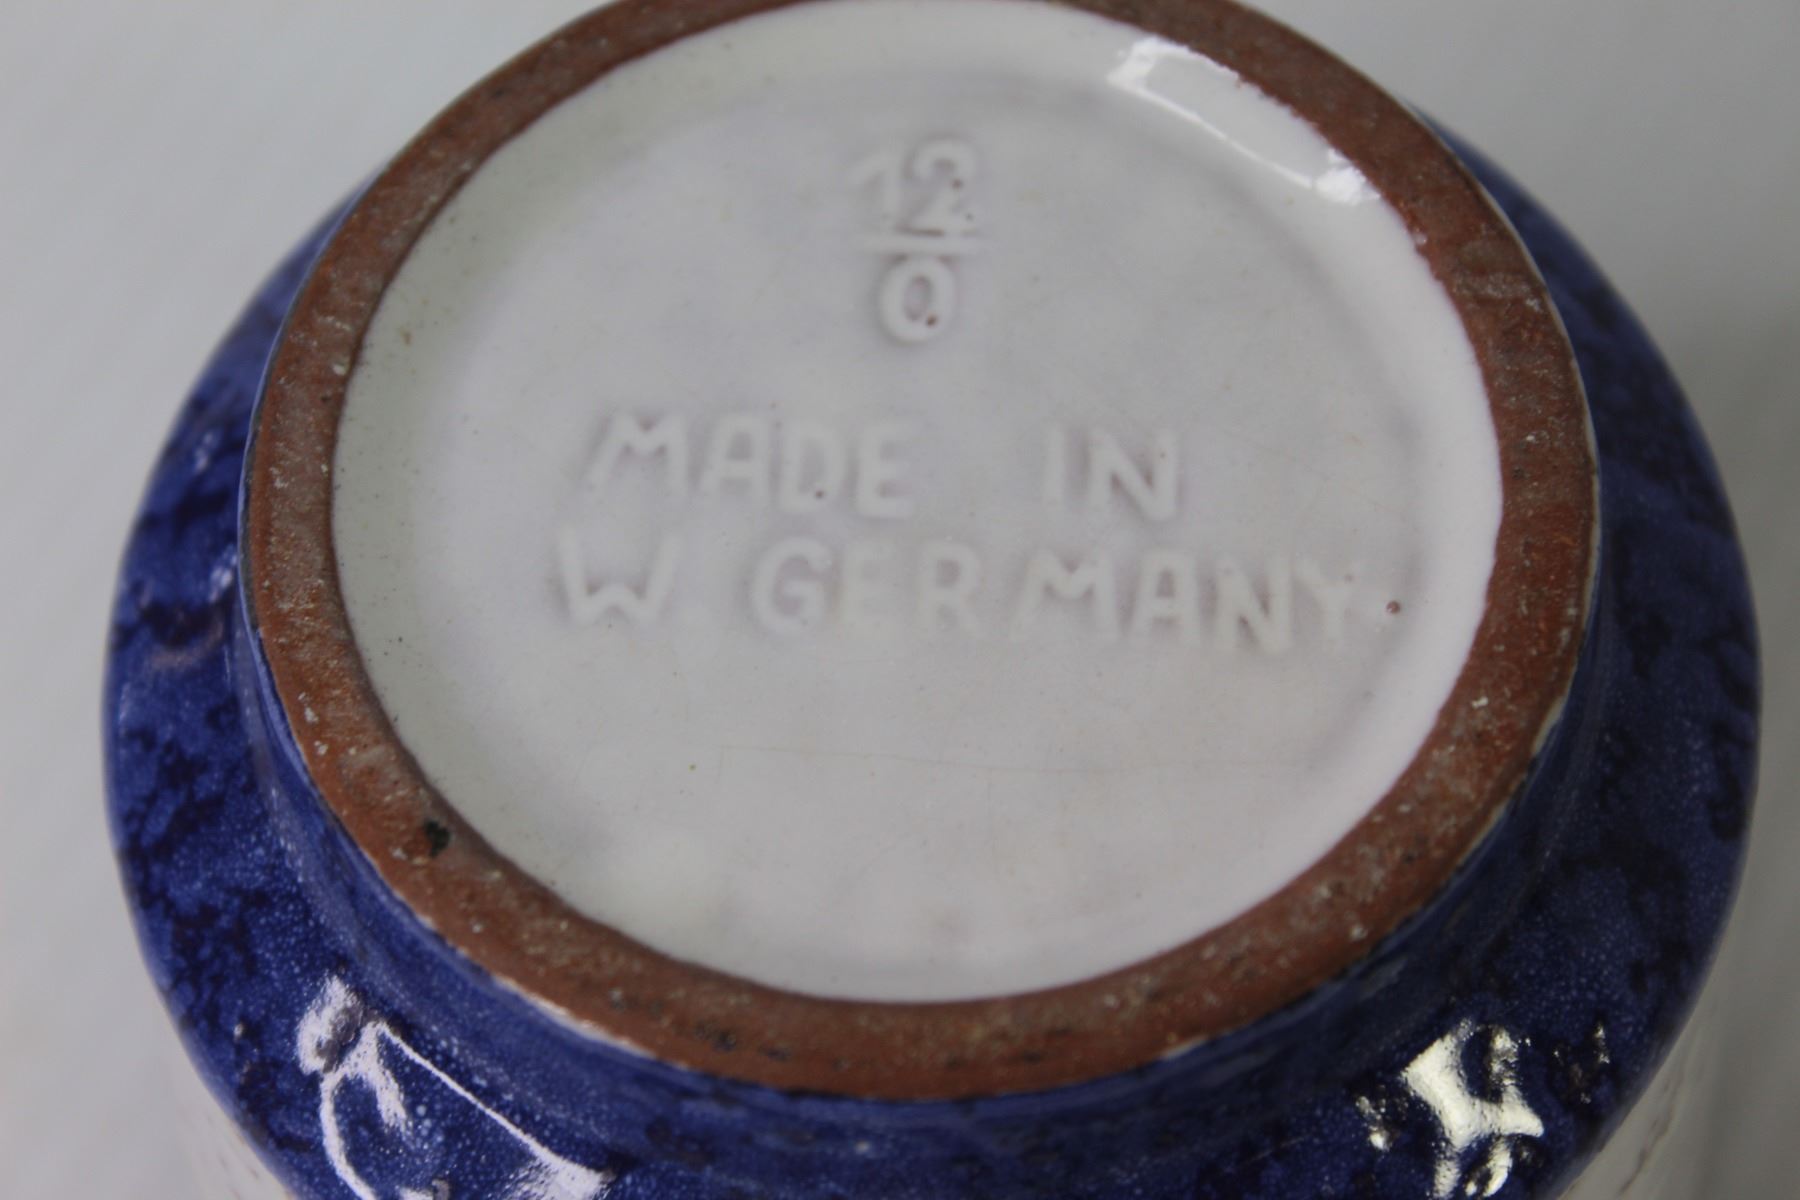 12
0
MADE IN
W. GERMANY.